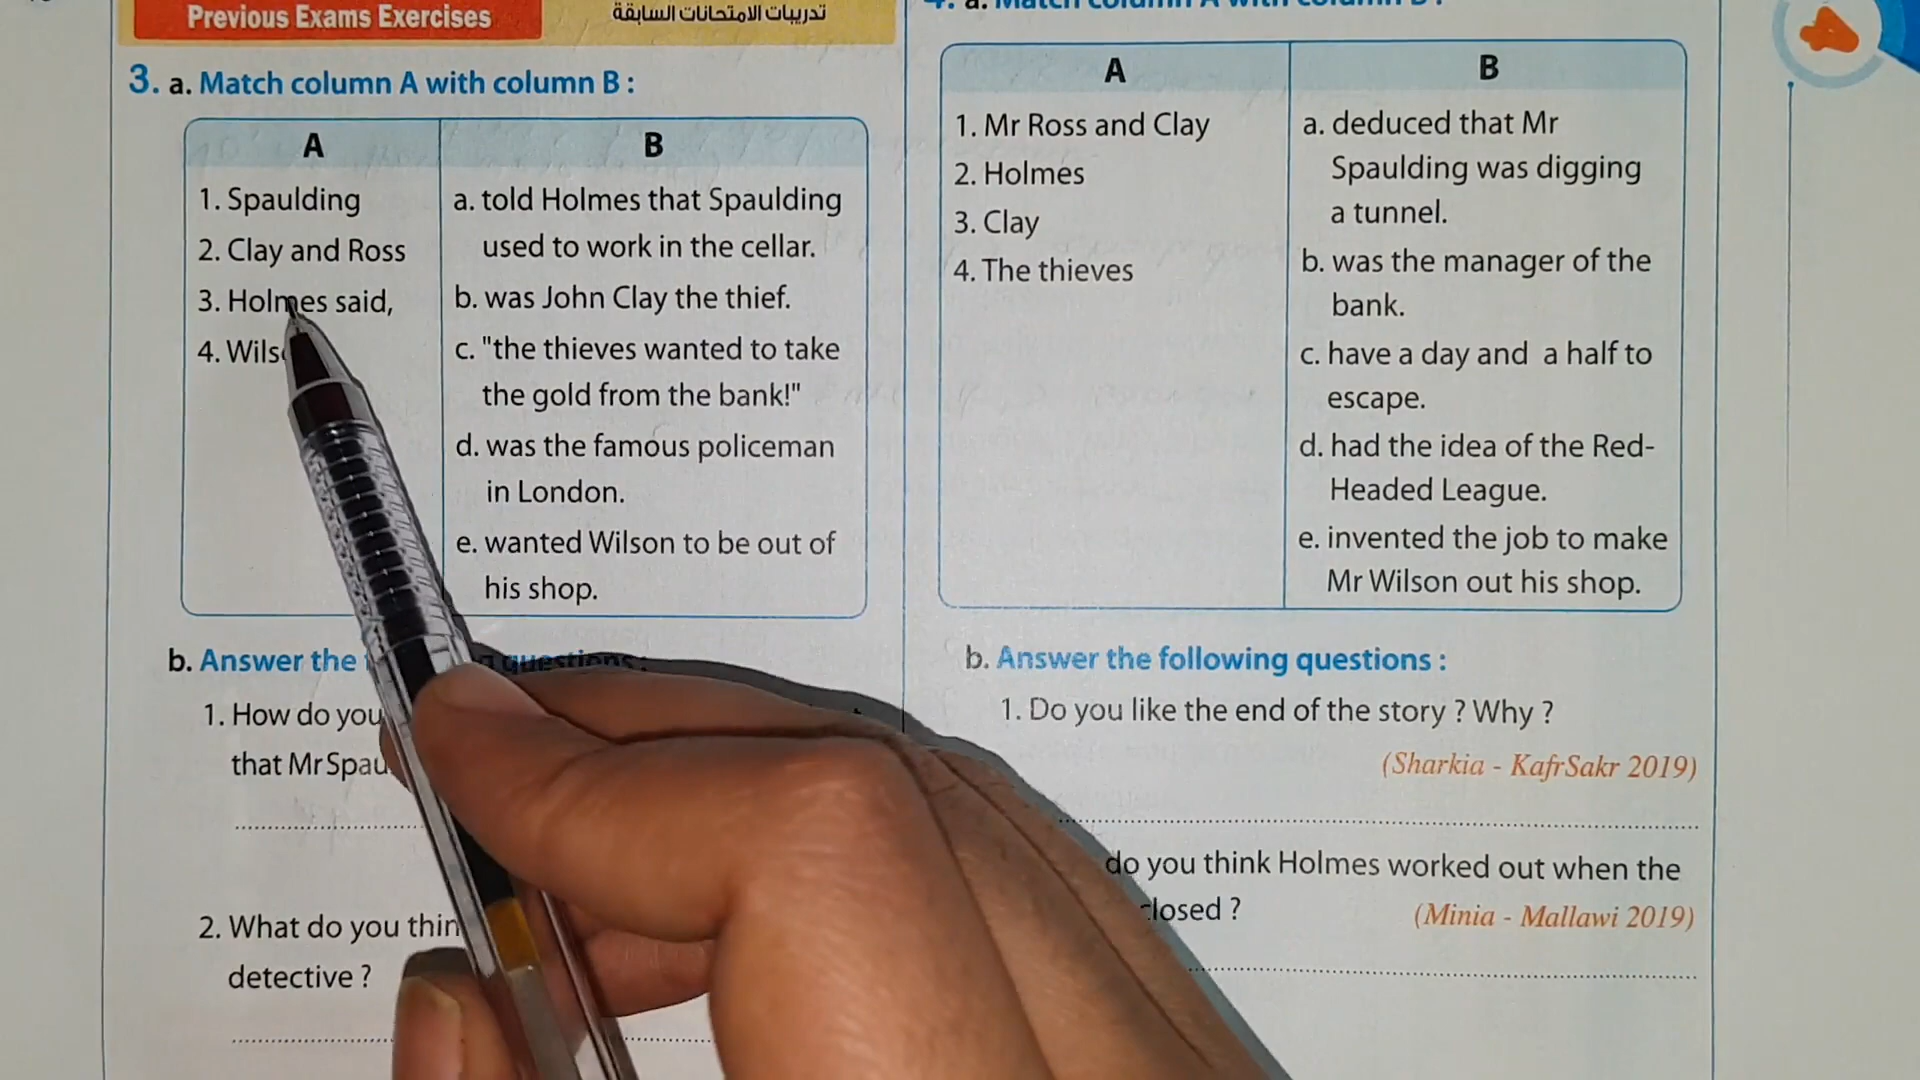 Previous Exams Exercises
تدريبات الامتحانات السابقة
3. a. Match column A with column B :
A
B
1. Spaulding
2. Clay and Ross
3. Holmes said,
4.
a. told Holmes that Spaulding
used to work in the cellar.
b. was John Clay the thief.
c. "the thieves wanted to take
the gold from the bank!"
d. was the famous policeman
in London.
e. wanted Wilson to be out of
his shop.
b. Answer the questions :
1. How do you
that Mr
2. What do you
detective ?
a. Match column A with column B :
A
B
1. Mr Ross and Clay
2. Holmes
3. Clay
4. The thieves
a. deduced that Mr
Spaulding was digging
a tunnel.
b. was the manager of the
bank.
c. have a day and a half to
escape.
d. had the idea of the Red-
Headed League.
e. invented the job to make
Mr Wilson out his shop.
b. Answer the following questions :
1. Do you like the end of the story ? Why ?
(Sharkia - KafrSakr 2019)
do you think Holmes worked out when the
closed ?
(Minia - Mallawi 2019)